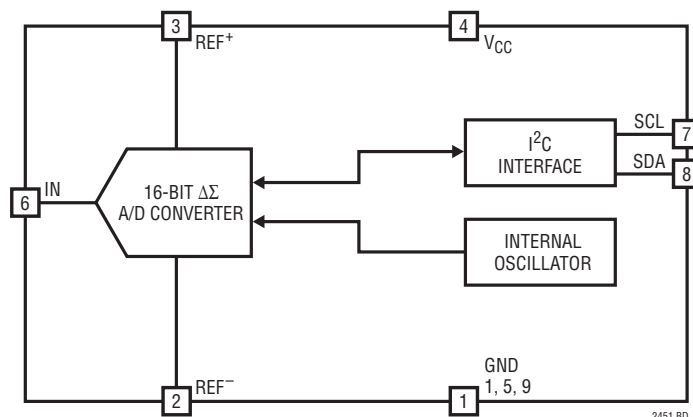 3
REF⁺
4
VCC
SCL
7
I²C
INTERFACE
SDA
8
IN
6
16-BIT ΔΣ
A/D CONVERTER
INTERNAL
OSCILLATOR
GND
1, 5, 9
2
REF⁻
1
2451 BD